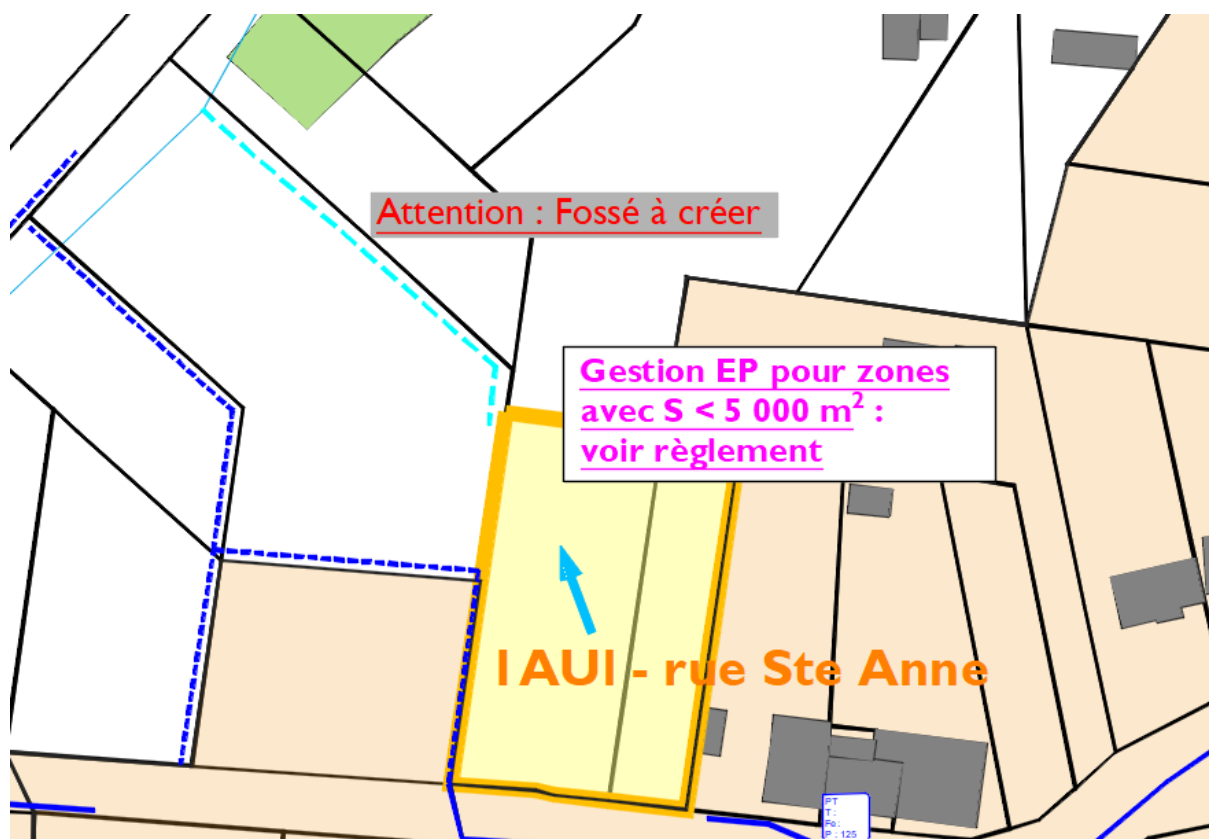 Attention : Fossé à créer
Gestion EP pour zones
avec S < 5 000 m² :
voir règlement
1AUI - rue Ste Anne
PT
T :
Fe :
P : 125